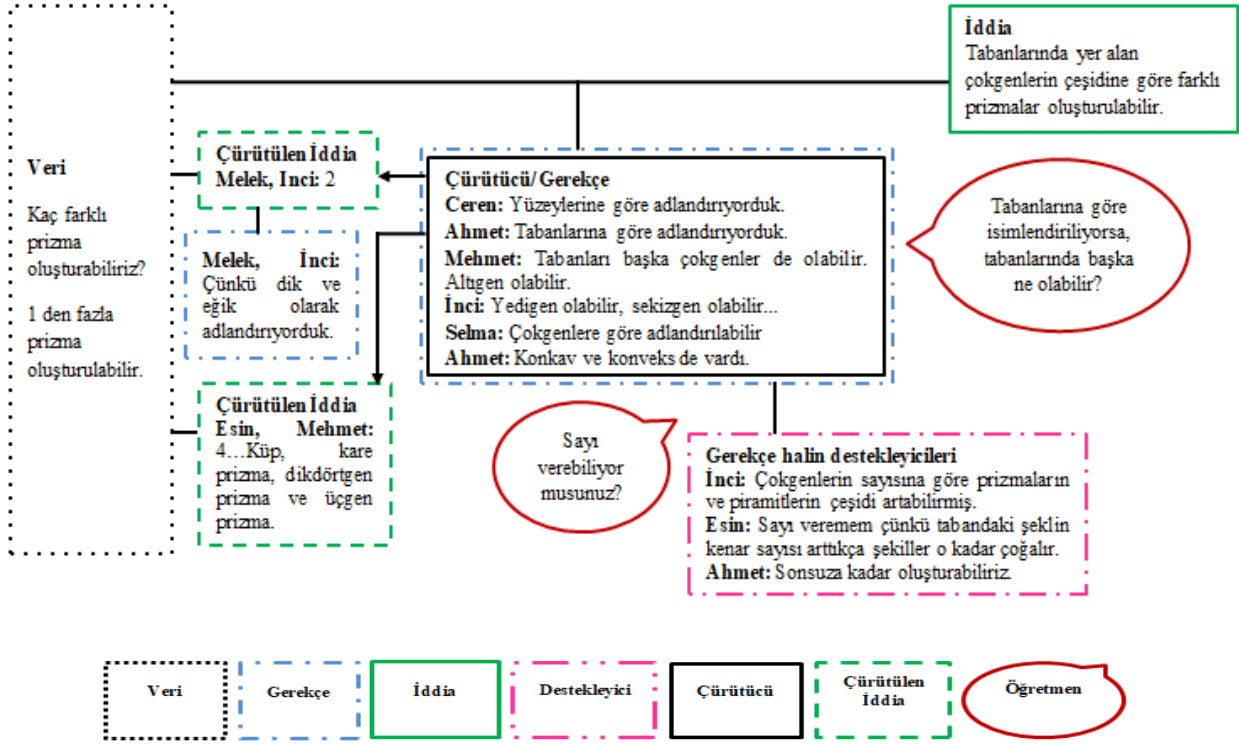 Veri
Kaç farklı
prizma
oluşturabiliriz?
1 den fazla
prizma
oluşturulabilir.
Çürütülen İddia
Melek, Inci: 2
Melek, İnci:
Çünkü dik ve
eğik olarak
adlandırıyorduk.
Çürütülen İddia
Esin, Mehmet:
4…Küp, kare
prizma, dikdörtgen
prizma ve üçgen
prizma.
Çürütücü/Gerekçe
Ceren: Yüzeylerine göre adlandırıyorduk.
Ahmet: Tabanlarına göre adlandırıyorduk.
Mehmet: Tabanları başka çokgenler de olabilir.
Altıgen olabilir.
İnci: Yedigen olabilir, sekizgen olabilir...
Selma: Çokgenlere göre adlandırılabilir
Ahmet: Konkav ve konveks de vardı.
İddia
Tabanlarında yer alan
çokgenlerin çeşidine göre farklı
prizmalar oluşturulabilir.
Tabanlarına göre
isimlendiriliyorsa,
tabanlarında başka
ne olabilir?
Sayı
verebiliyor
musunuz?
Gerekçe halin destekleyicileri
İnci: Çokgenlerin sayısına göre prizmaların
ve piramitlerin çeşidi artabilirmiş.
Esin: Sayı veremem çünkü tabandaki şeklin
kenar sayısı arttıkça şekiller o kadar çoğalır.
Ahmet: Sonsuza kadar oluşturabiliriz.
Veri
Gerekçe
İddia
Destekleyici
Çürütücü
Çürütülen
İddia
Öğretmen